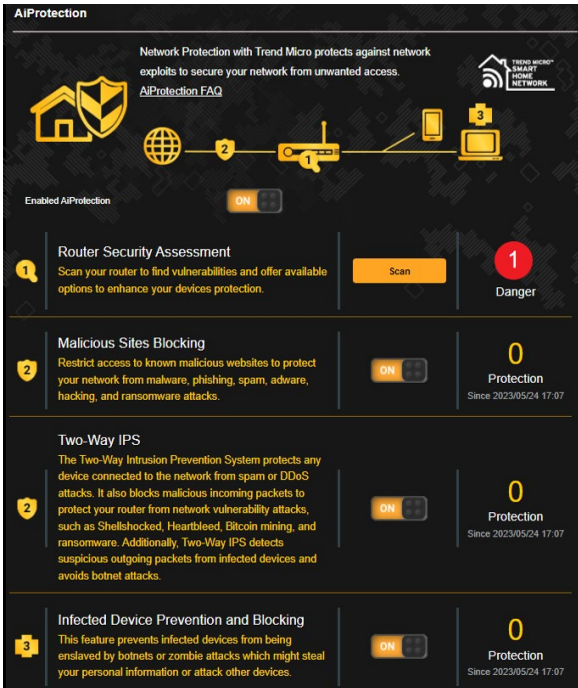 AiProtection
Network Protection with Trend Micro protects against network
exploits to secure your network from unwanted access.
AiProtection FAQ
TREND MICRO™
SMART
HOME
NETWORK
3
2
1
Enabled AiProtection
ON
1
Router Security Assessment
Scan your router to find vulnerabilities and offer available
options to enhance your devices protection.
Scan
1
Danger
2
Malicious Sites Blocking
Restrict access to known malicious websites to protect
your network from malware, phishing, spam, adware,
hacking, and ransomware attacks.
ON
0
Protection
Since 2023/05/24 17:07
2
Two-Way IPS
The Two-Way Intrusion Prevention System protects any
device connected to the network from spam or DDoS
attacks. It also blocks malicious incoming packets to
protect your router from network vulnerability attacks,
such as Shellshocked, Heartbleed, Bitcoin mining, and
ransomware. Additionally, Two-Way IPS detects
suspicious outgoing packets from infected devices and
avoids botnet attacks.
ON
0
Protection
Since 2023/05/24 17:07
3
Infected Device Prevention and Blocking
This feature prevents infected devices from being
enslaved by botnets or zombie attacks which might steal
your personal information or attack other devices.
ON
0
Protection
Since 2023/05/24 17:07